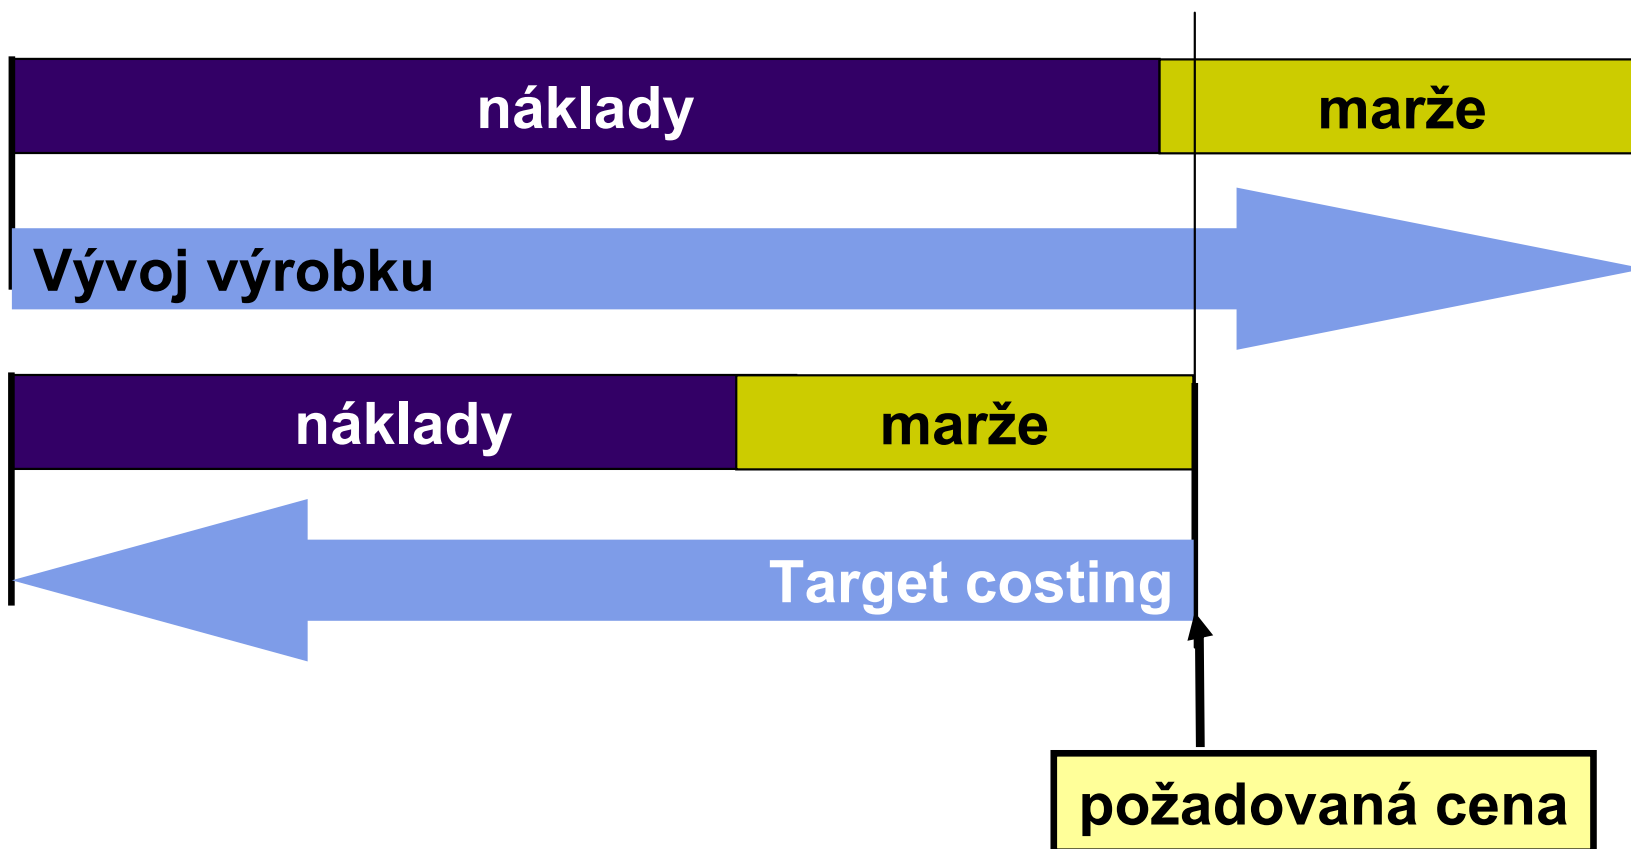 náklady marže
Vývoj výrobku
náklady marže
Target costing
požadovaná cena